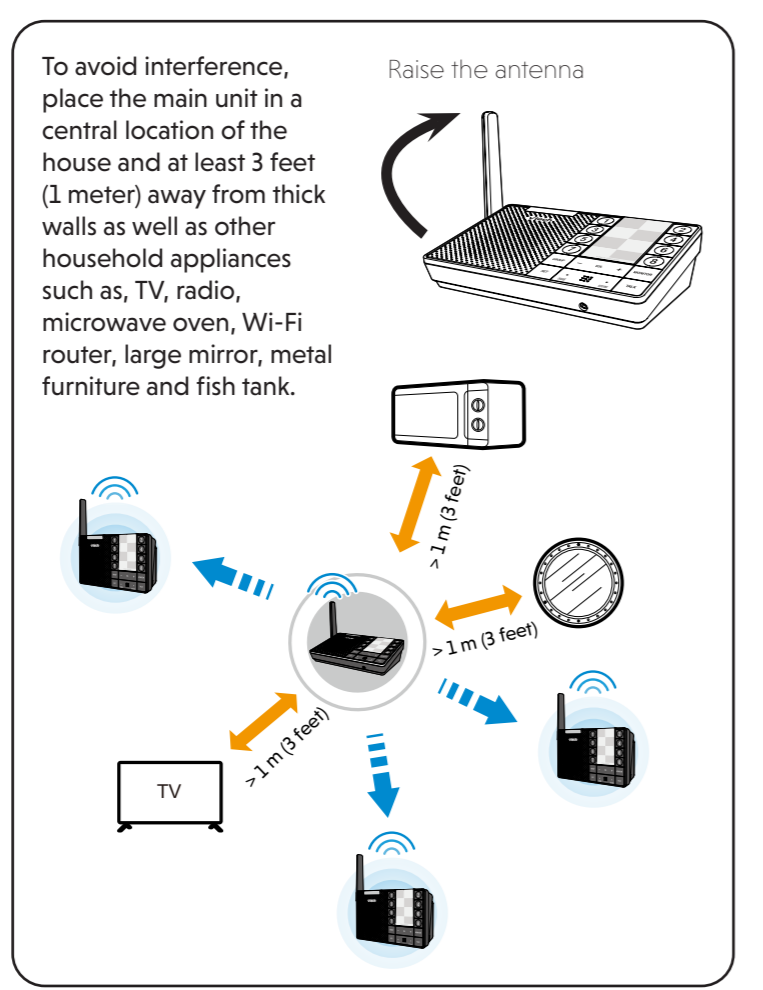 To avoid interference,
place the main unit in a
central location of the
house and at least 3 feet
(1 meter) away from thick
walls as well as other
household appliances
such as, TV, radio,
microwave oven, Wi-Fi
router, large mirror, metal
furniture and fish tank.
Raise the antenna
> 1 m (3 feet)
> 1 m (3 feet)
> 1 m (3 feet)
TV